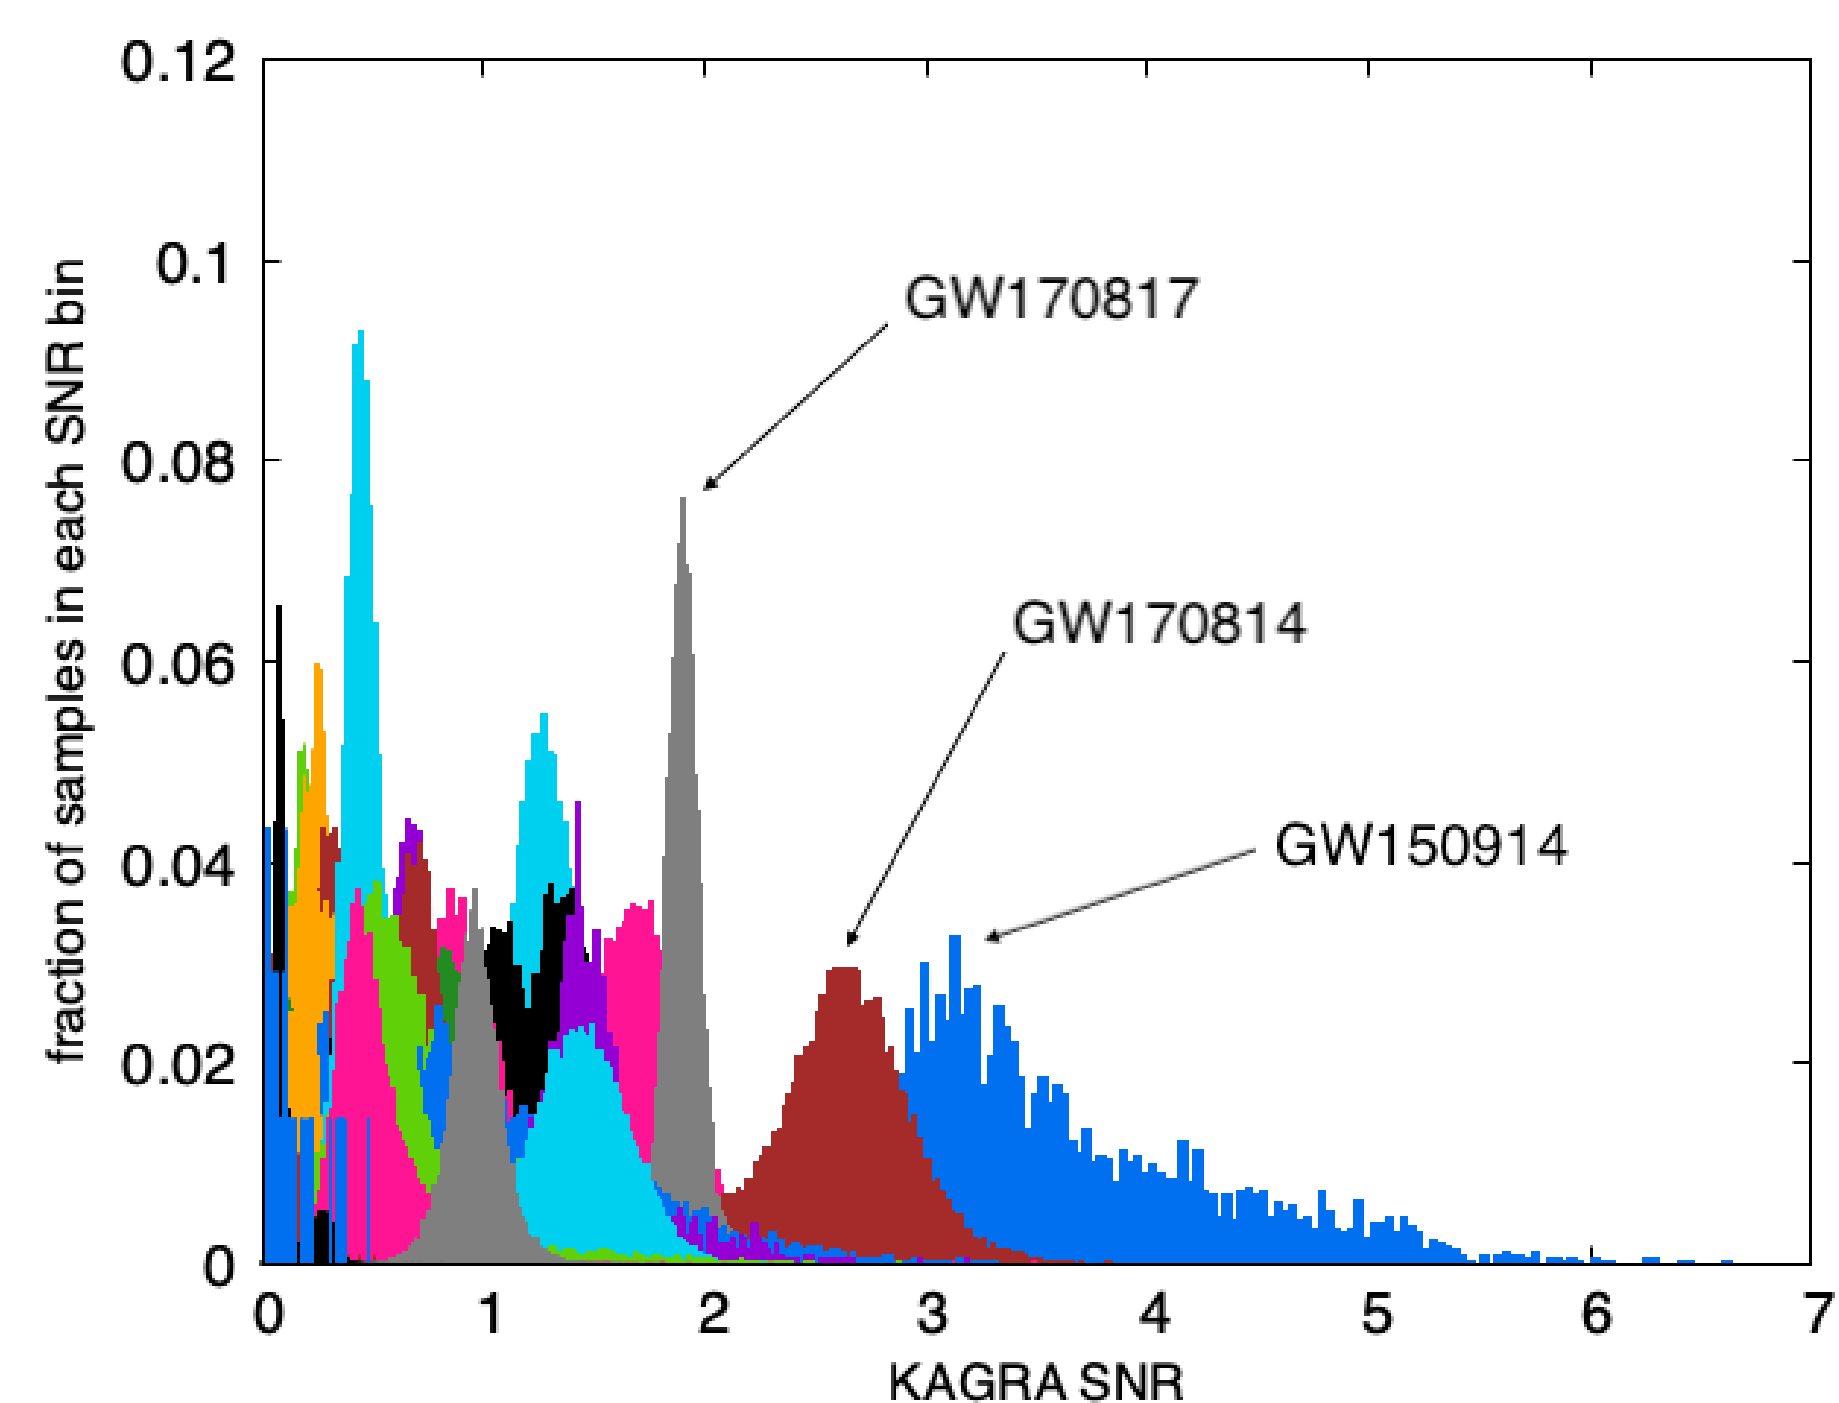 0.12
0.1
0.08
0.06
0.04
0.02
0
fraction of samples in each SNR bin
GW170817
GW170814
GW150914
0 1 2 3 4 5 6 7
KAGRA SNR